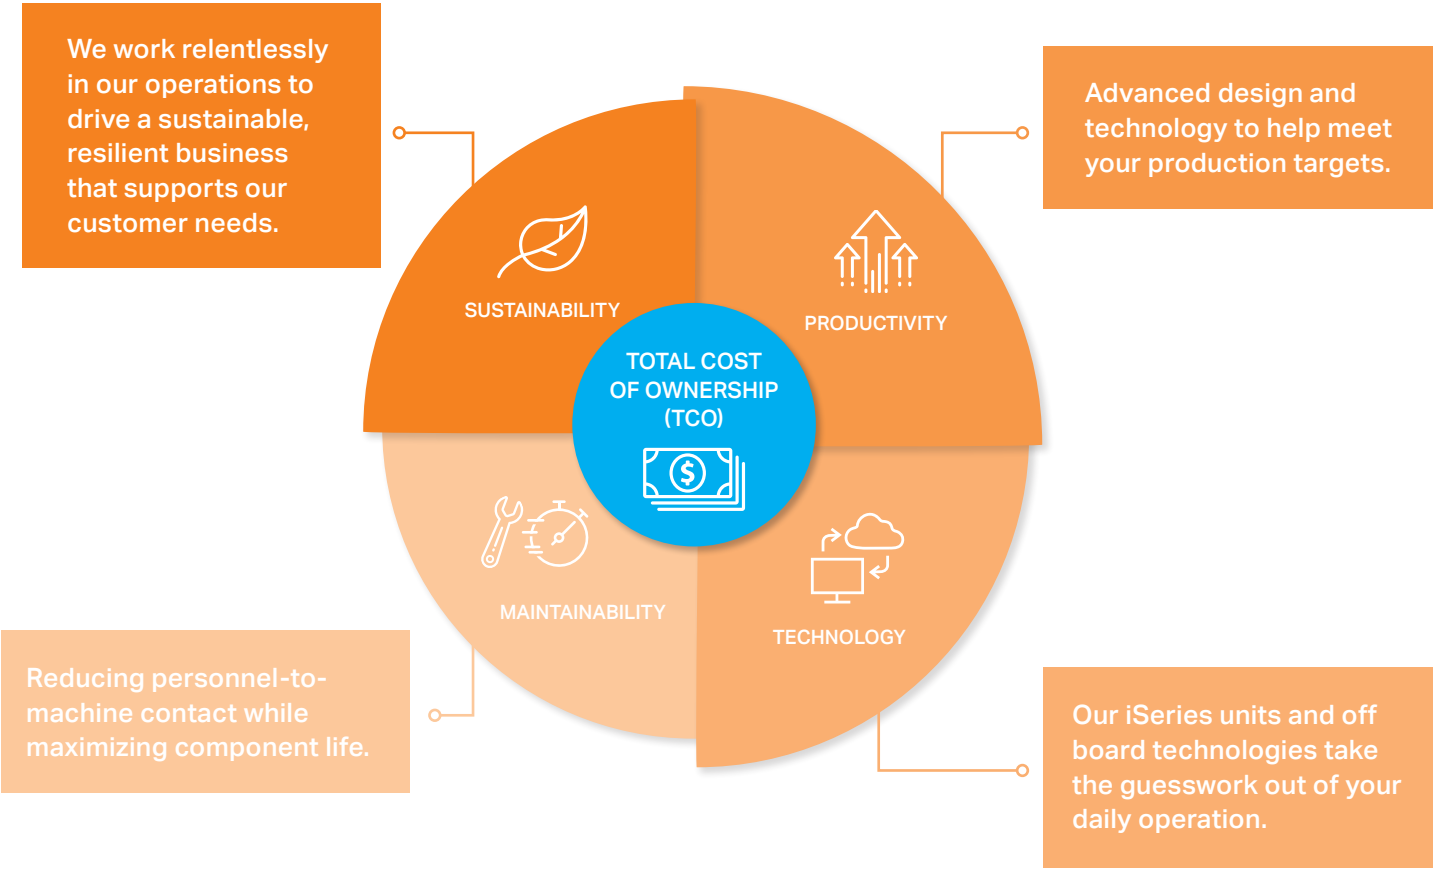 We work relentlessly
in our operations to
drive a sustainable,
resilient business
that supports our
customer needs.
Advanced design and
technology to help meet
your production targets.
SUSTAINABILITY
PRODUCTIVITY
TOTAL COST
OF OWNERSHIP
(TCO)
$
MAINTAINABILITY
TECHNOLOGY
Reducing personnel-to-
machine contact while
maximizing component life.
Our iSeries units and off
board technologies take
the guesswork out of your
daily operation.